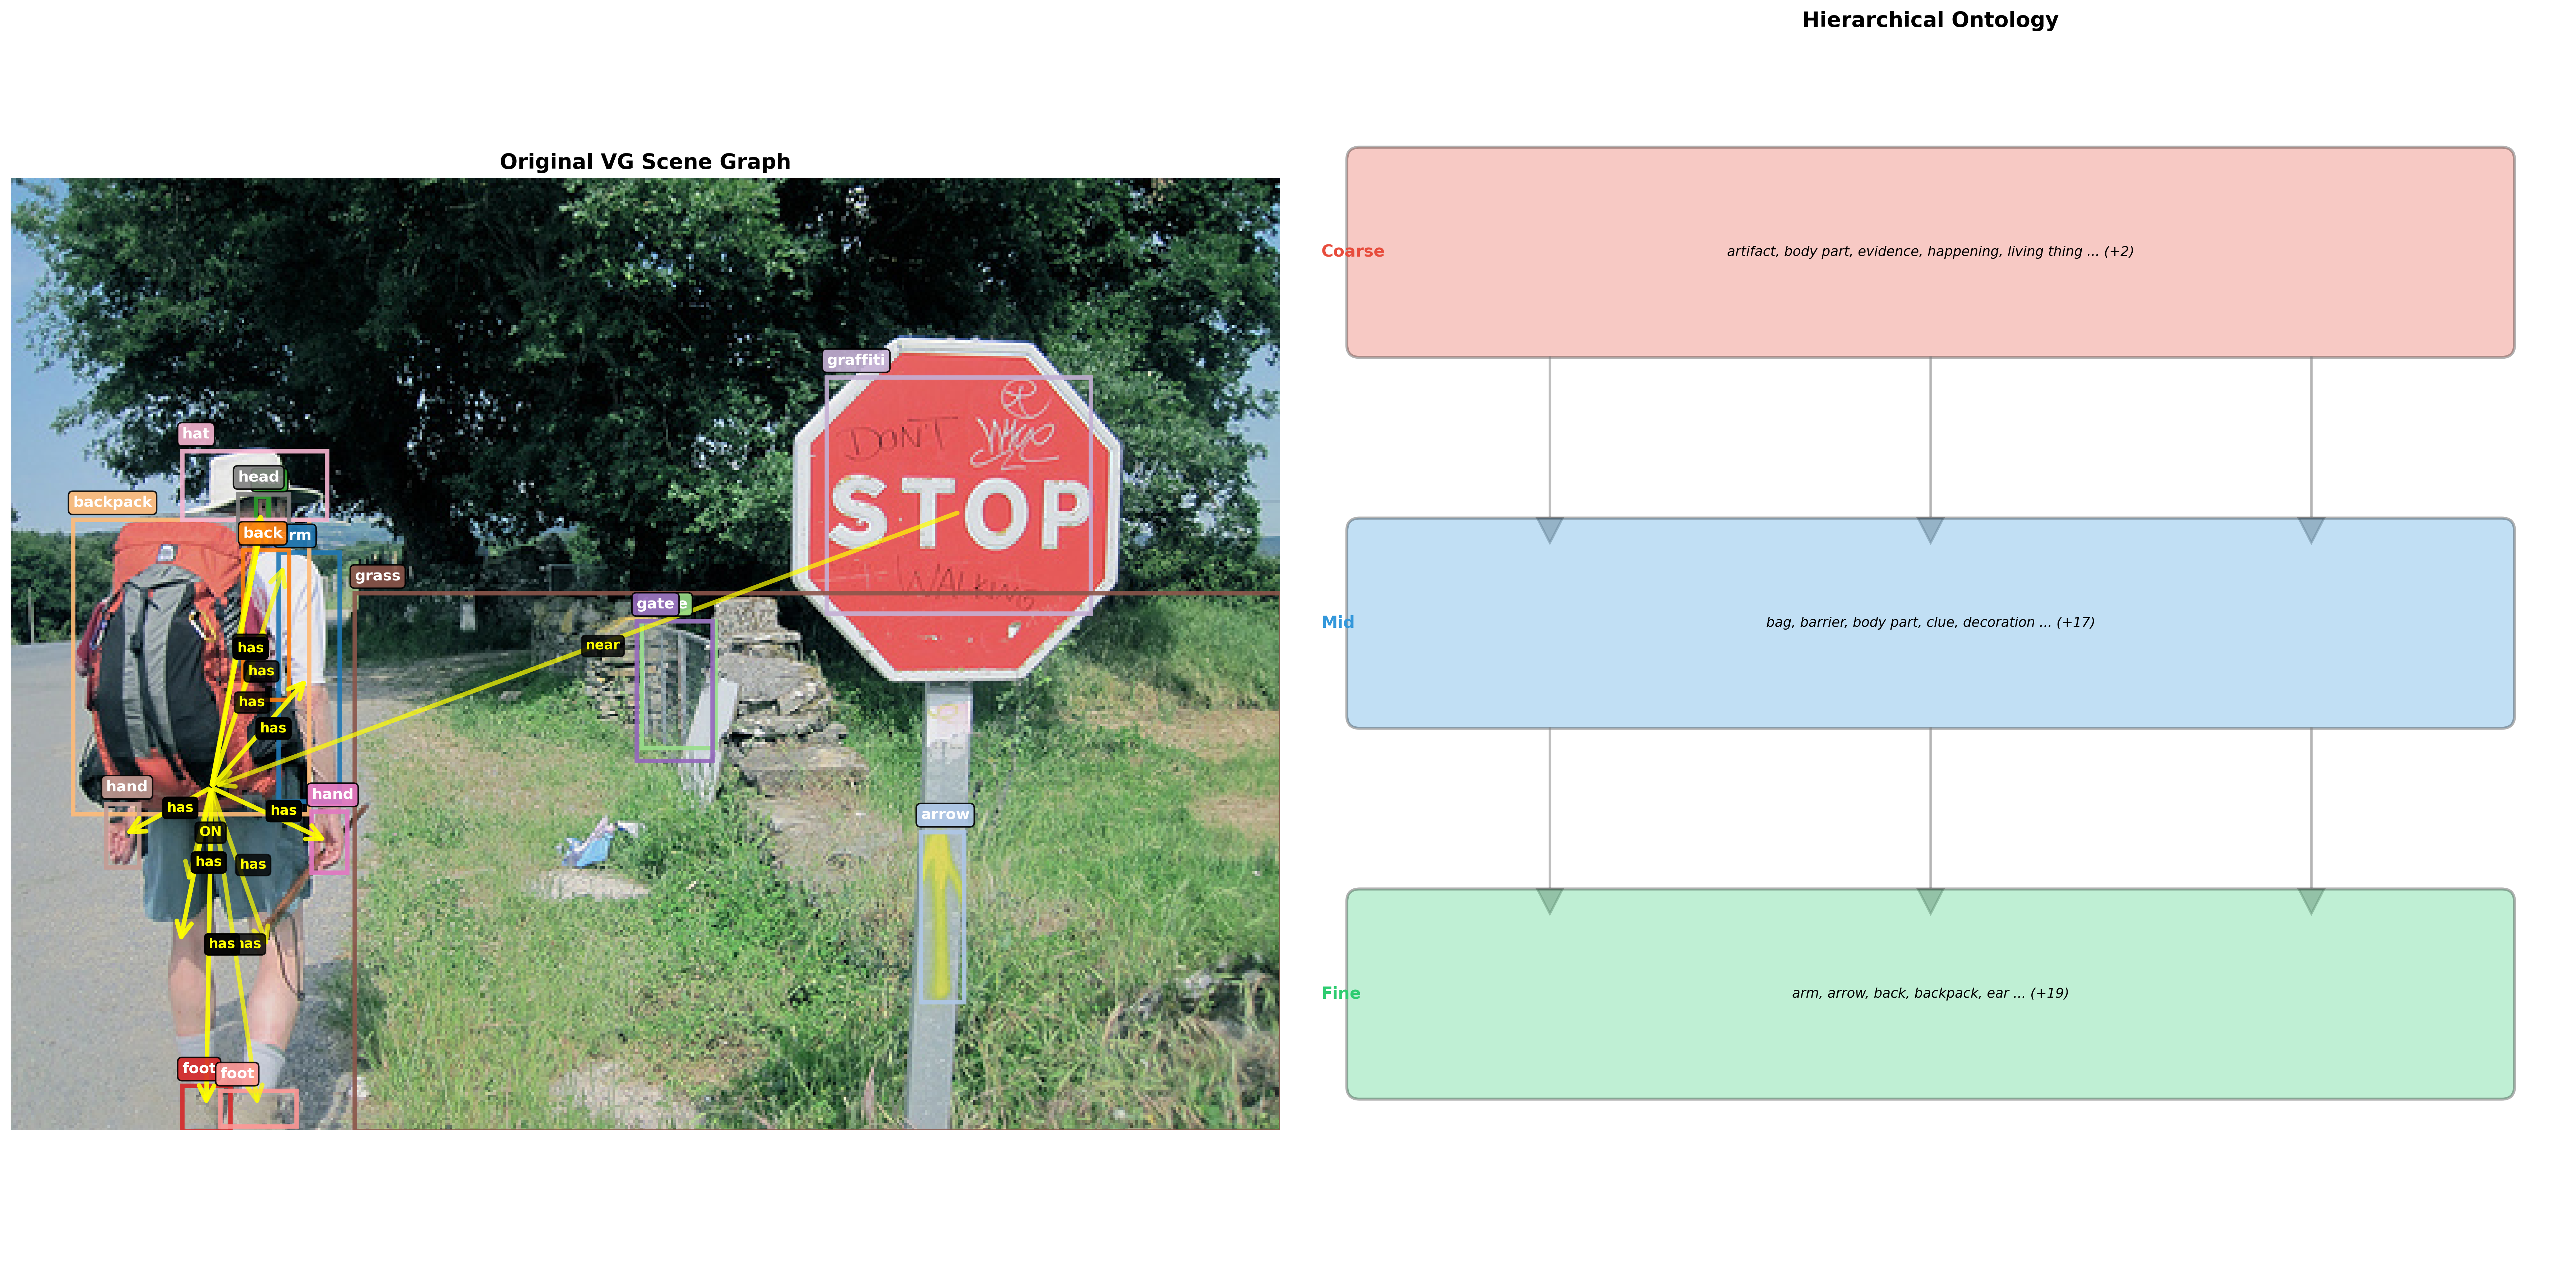 Hierarchical Ontology
Original VG Scene Graph
Coarse
artifact, body part, evidence, happening, living thing ... (+2)
graffiti
DON'T
hat
head
STOP
backpack
back
rm
grass
WALKING
gate
e
Mid
bag, barrier, body part, clue, decoration ... (+17)
near
has
has
has
has
hand
hand
has
has
arrow
ON
has
has
has
has
Fine
arm, arrow, back, backpack, ear ... (+19)
foot
foot